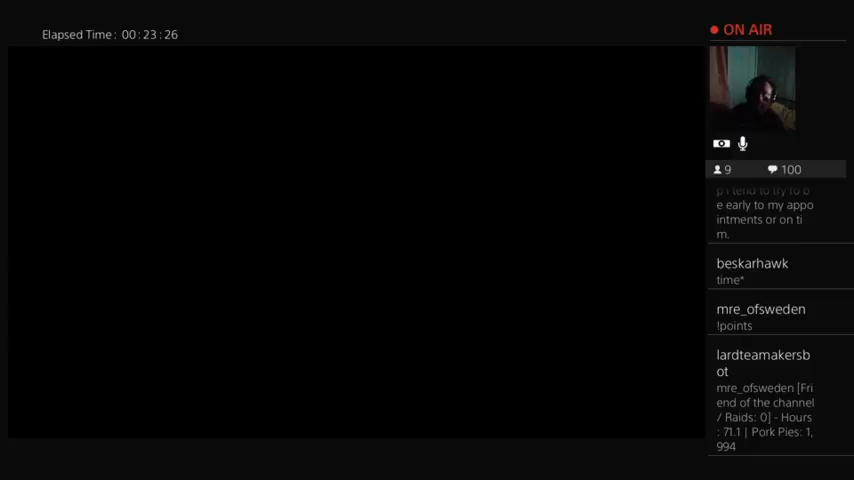 Elapsed Time: 00:23:26
ON AIR
9
100
p I tend to try to b
e early to my appo
intments or on ti
m.
beskarhawk
time*
mre_ofsweden
!points
lardteamakersb
ot
mre_ofsweden [Fri
end of the channel
/ Raids: 0] - Hours
: 71.1 | Pork Pies: 1,
994